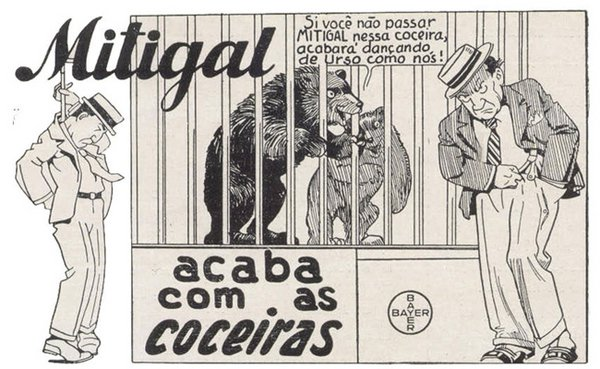 Mitigal
Si você não passar
MITIGAL nessa coceira,
acabará dançando
de Urso como nós!
acaba
com as
coceiras
BAYER
BAYER